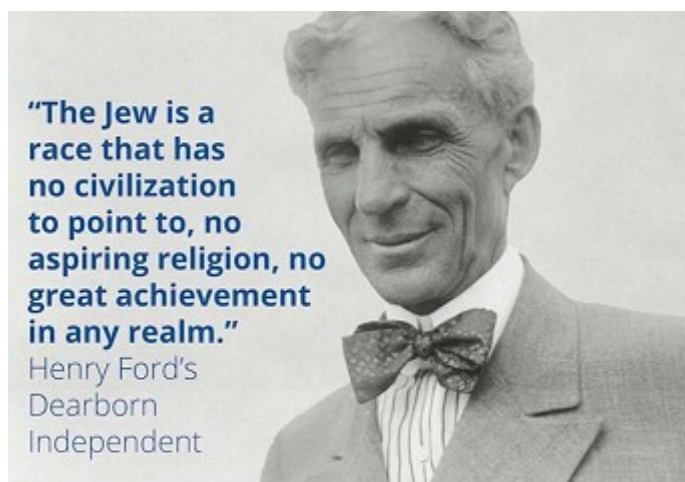 “The Jew is a
race that has
no civilization
to point to, no
aspiring religion, no
great achievement
in any realm.”
Henry Ford’s
Dearborn
Independent